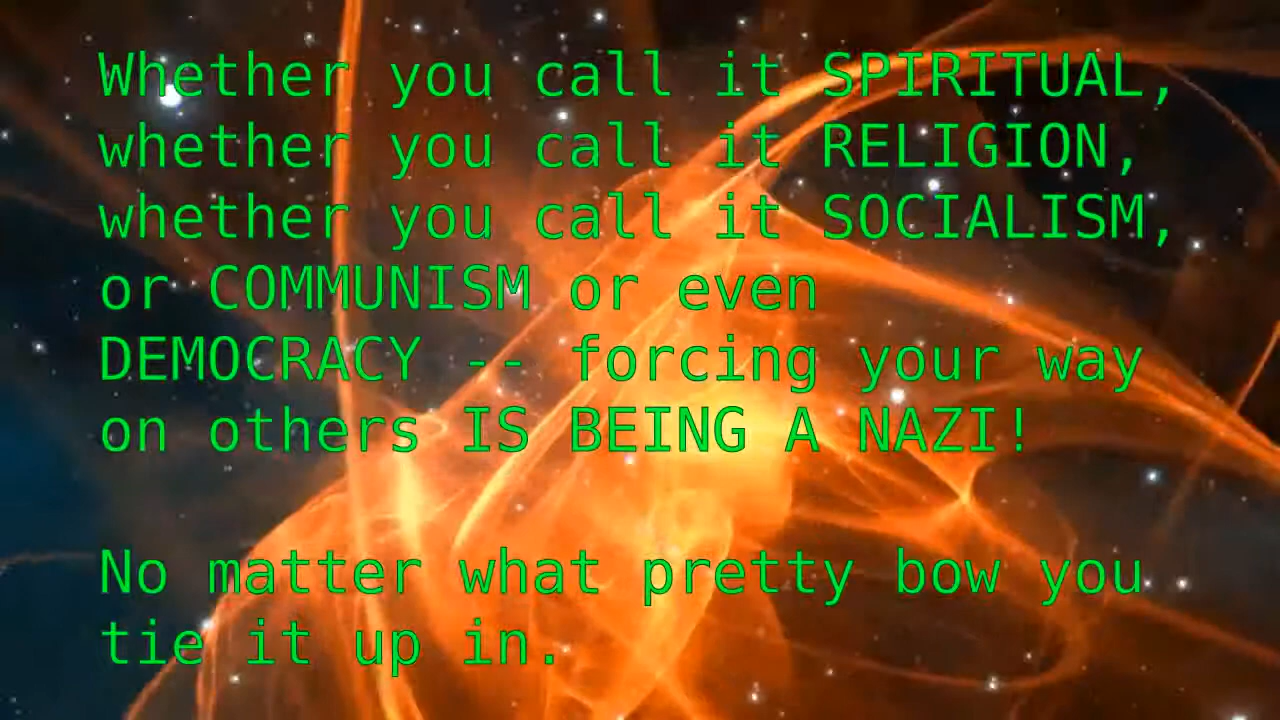 Whether you call it SPIRITUAL,
whether you call it RELIGION,
whether you call it SOCIALISM,
or COMMUNISM or even
DEMOCRACY -- forcing your way
on others IS BEING A NAZI!
No matter what pretty bow you
tie it up in.